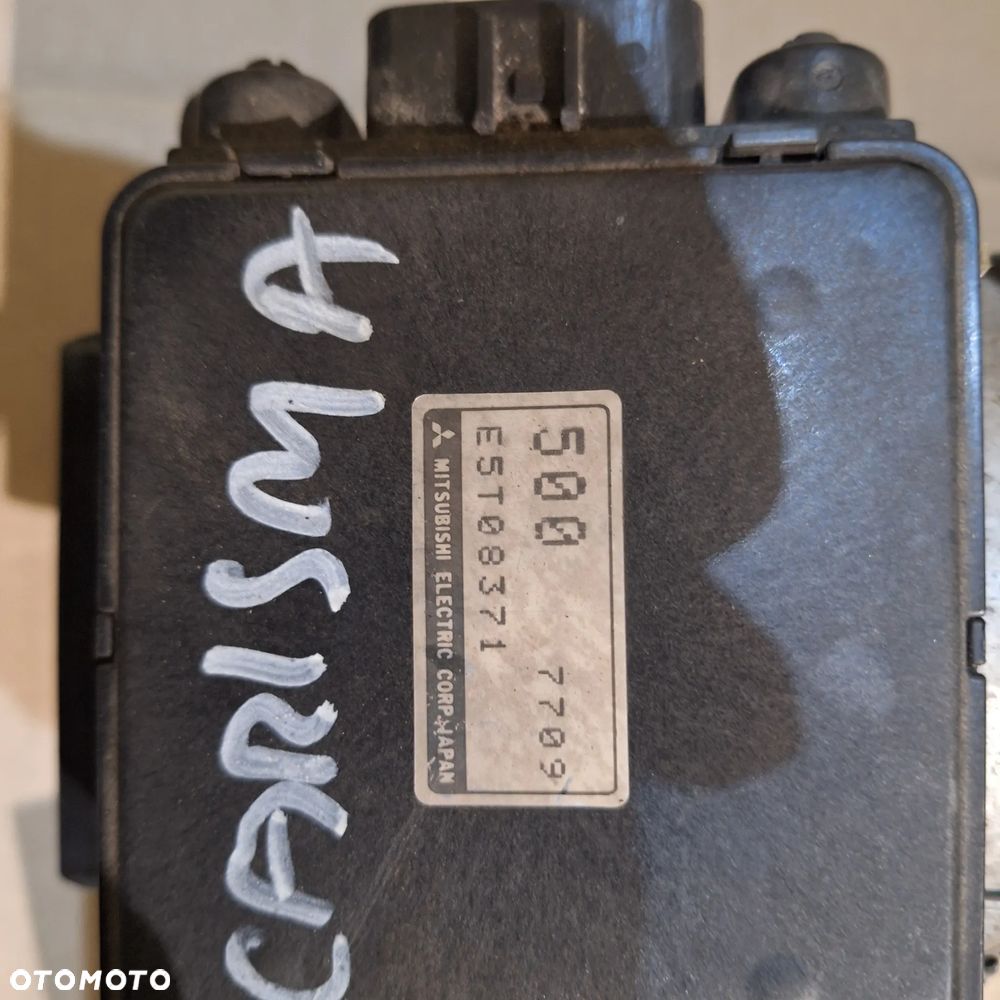 CARISMA
500 7709
E5T08371
MITSUBISHI ELECTRIC CORP. JAPAN
OTOMOTO